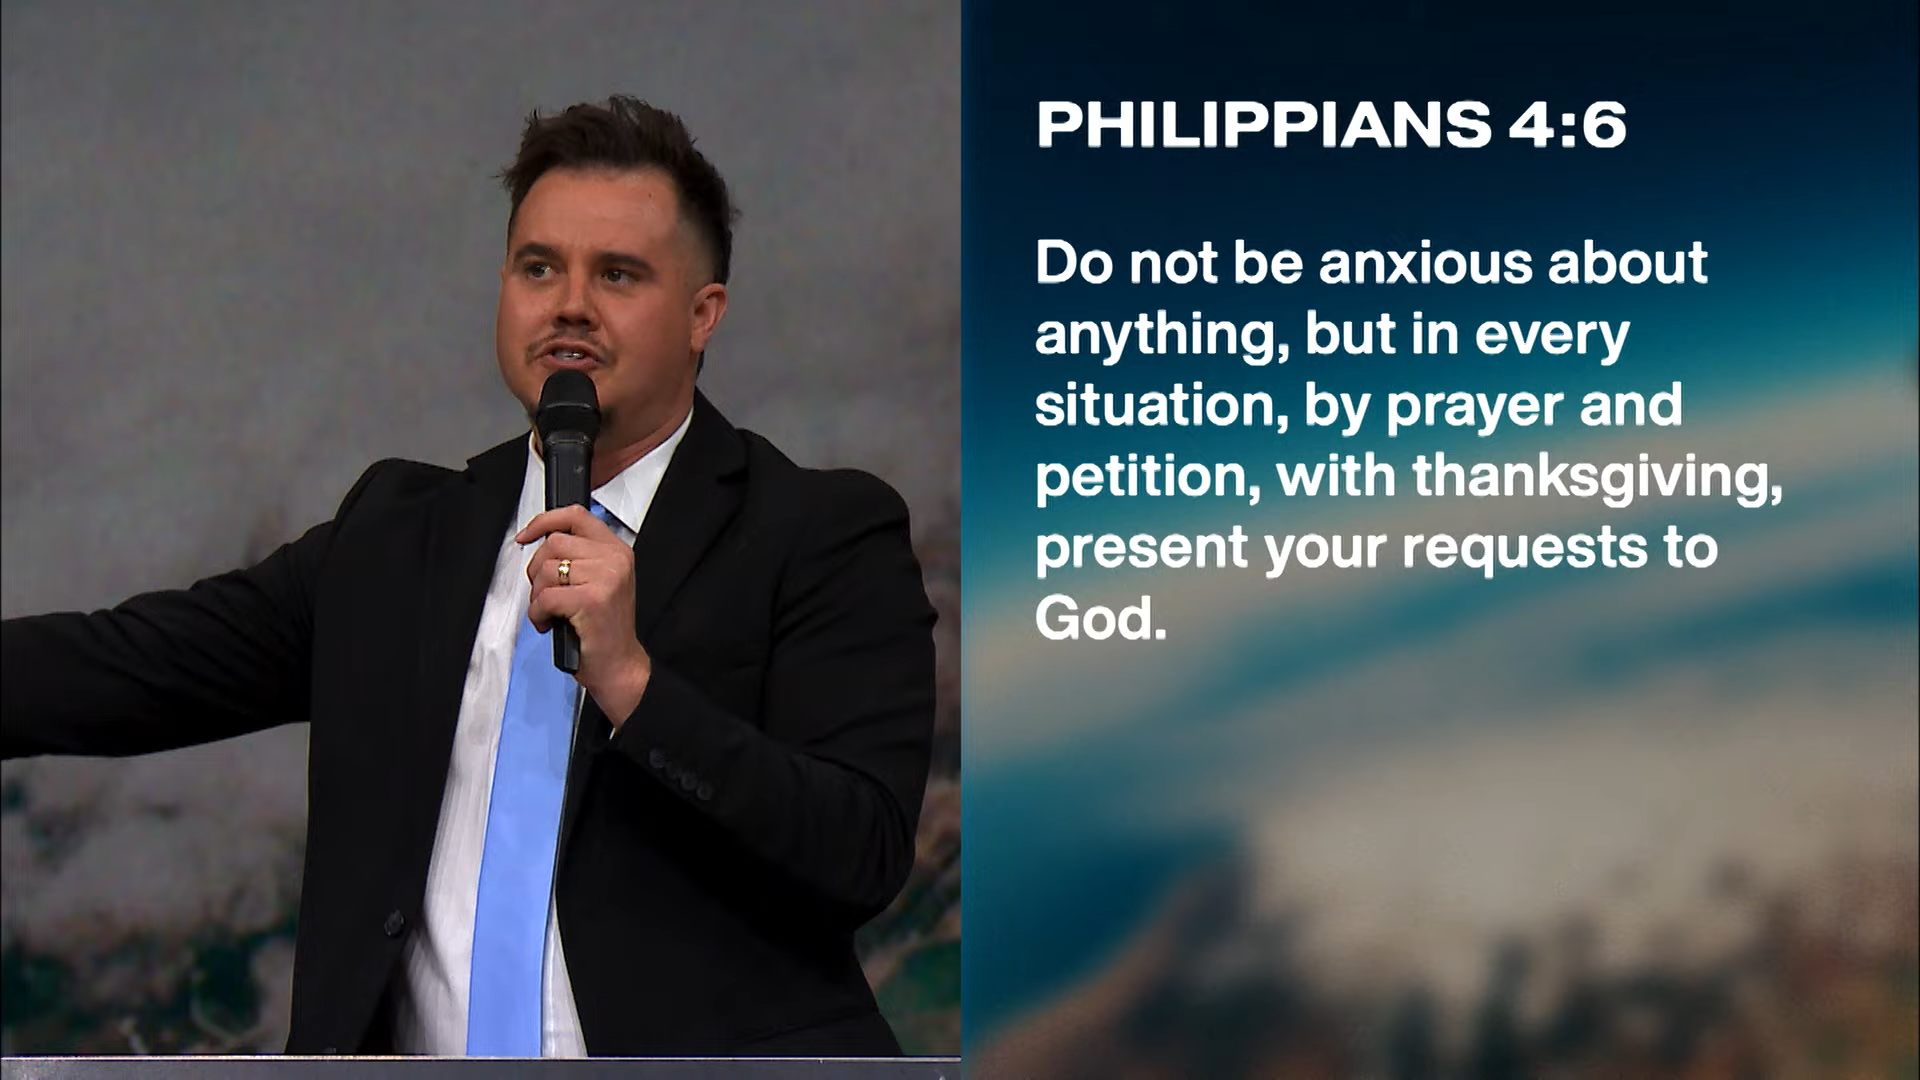 PHILIPPIANS 4:6
Do not be anxious about
anything, but in every
situation, by prayer and
petition, with thanksgiving,
present your requests to
God.